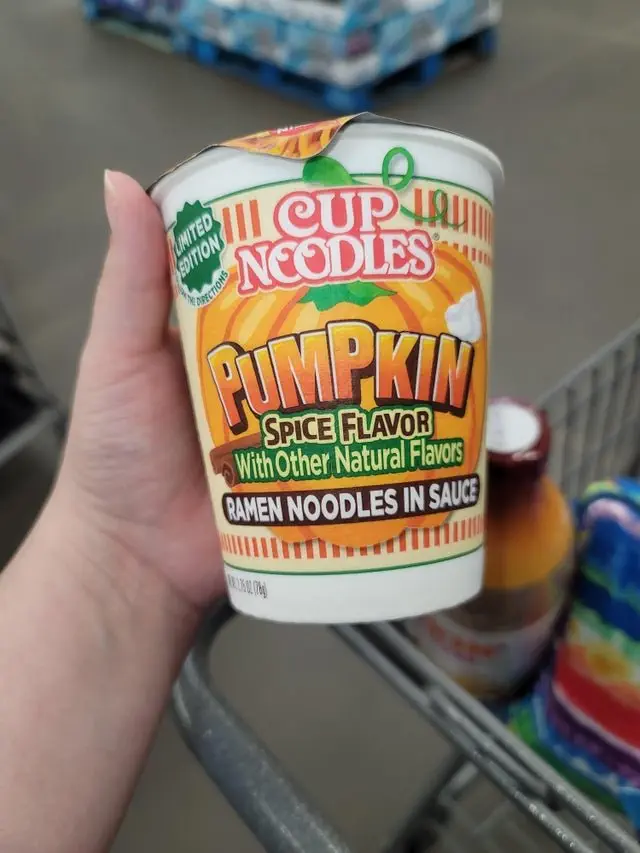 LIMITED
EDITION
CUP
NOODLES®
PUMPKIN
SPICE FLAVOR
With Other Natural Flavors
RAMEN NOODLES IN SAUCE